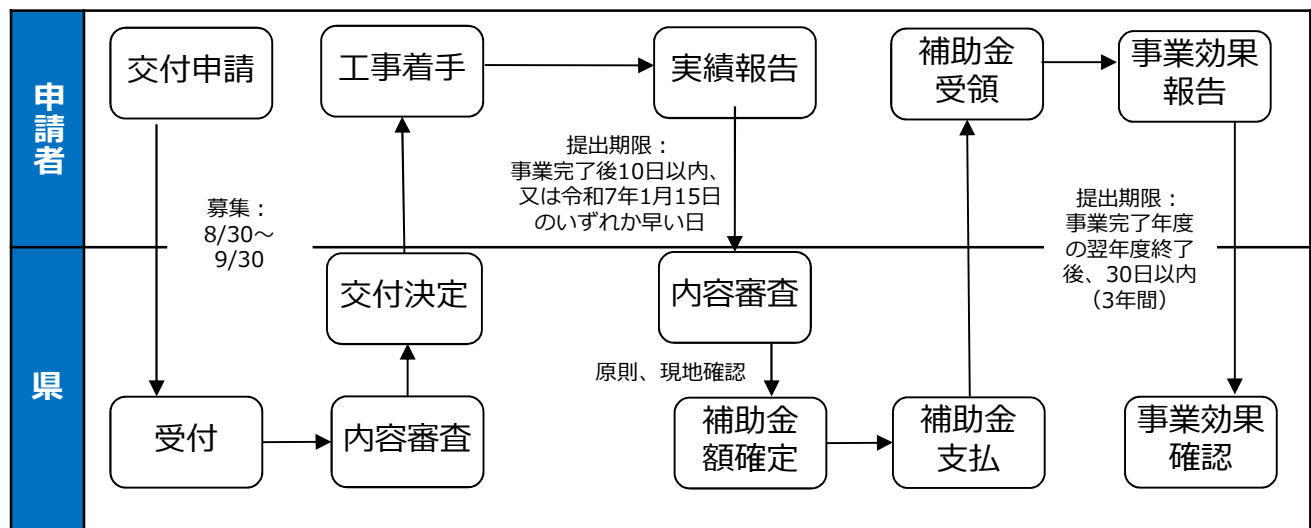 申請者
交付申請
工事着手
実績報告
補助金
受領
事業効果
報告
募集：
8/30～
9/30
提出期限：
事業完了後10日以内、
又は令和7年1月15日
のいずれか早い日
提出期限：
事業完了年度
の翌年度終了
後、30日以内
（3年間）
県
交付決定
内容審査
原則、現地確認
受付
内容審査
補助金
額確定
補助金
支払
事業効果
確認